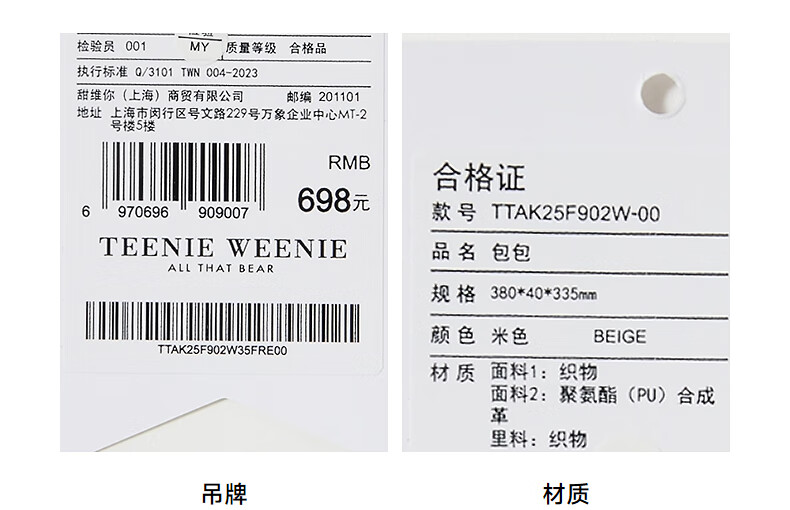 检验员 001 MY 质量等级 合格品
执行标准 Q/3101 TWN 004-2023
甜维你（上海）商贸有限公司 邮编 201101
地址 上海市闵行区号文路229号万象企业中心MT-2
号楼5楼
RMB
698元
6 970696 909007
TEENIE WEENIE
ALL THAT BEAR
TTAK25F902W35FRE00
吊牌
合格证
款号 TTAK25F902W-00
品名 包包
规格 380*40*335mm
颜色 米色 BEIGE
材质 面料1：织物
面料2：聚氨酯（PU）合成
革
里料：织物
材质